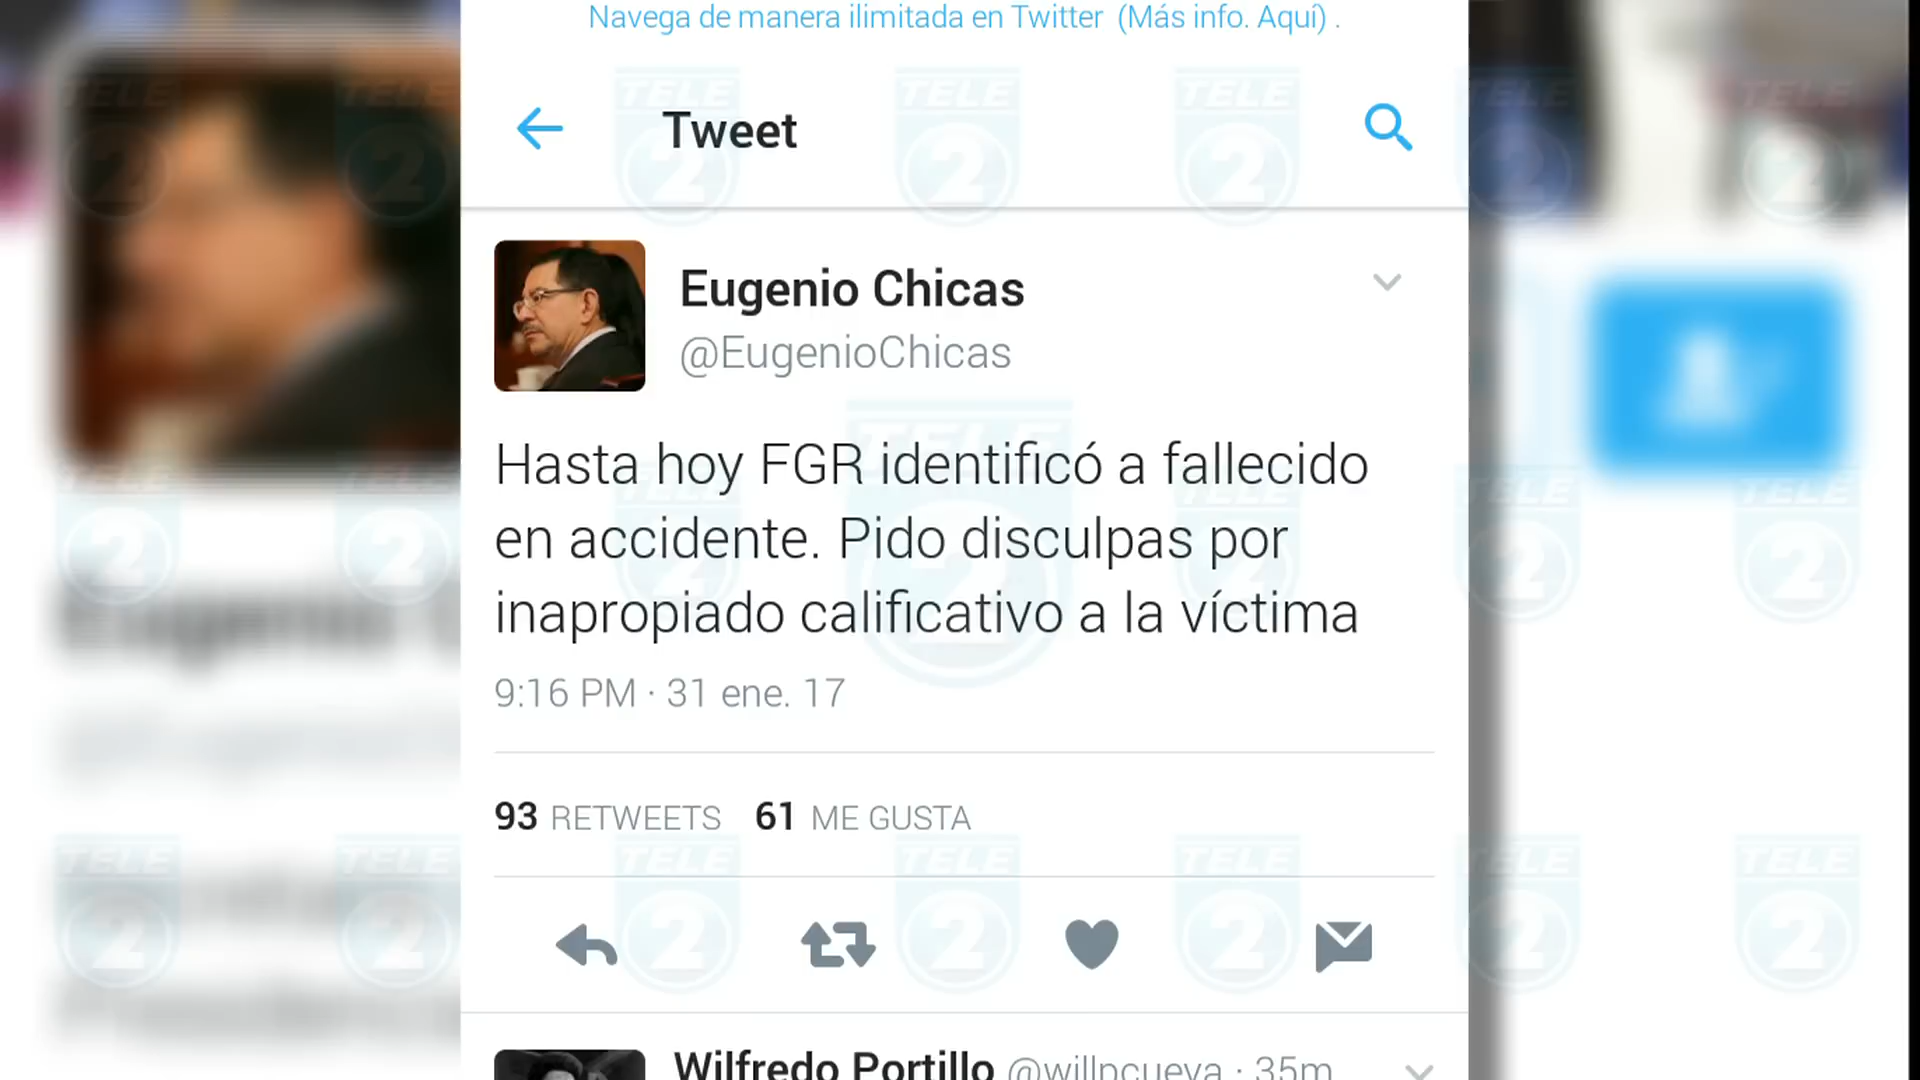 Navega de manera ilimitada en Twitter (Más info. Aquí) .
Tweet
Eugenio Chicas
@EugenioChicas
Hasta hoy FGR identificó a fallecido
en accidente. Pido disculpas por
inapropiado calificativo a la víctima
9:16 PM · 31 ene. 17
93 RETWEETS 61 ME GUSTA
Wilfredo Portillo @willpcueva · 35m
TELE 2